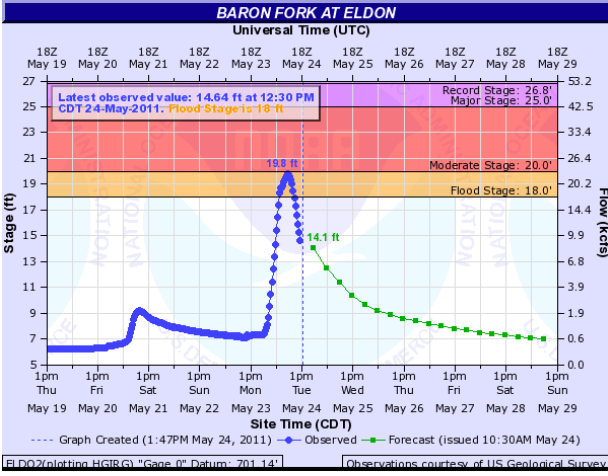 BARON FORK AT ELDON
Universal Time (UTC)
18Z 18Z 18Z 18Z 18Z 18Z 18Z 18Z 18Z 18Z 18Z
May 19 May 20 May 21 May 22 May 23 May 24 May 25 May 26 May 27 May 28 May 29
Latest observed value: 14.64 ft at 12:30 PM
CDT 24-May-2011. Flood Stage is 18 ft
Record Stage: 26.8'
Major Stage: 25.0'
Moderate Stage: 20.0'
Flood Stage: 18.0'
19.8 ft
14.1 ft
Stage (ft)
27
25
23
21
19
17
15
13
11
9
7
5
Flow (kcfs)
53.2
42.5
33.4
26.4
20.2
14.4
9.9
6.8
3.9
1.9
0.6
0.0
1pm 1pm 1pm 1pm 1pm 1pm 1pm 1pm 1pm 1pm 1pm
Thu Fri Sat Sun Mon Tue Wed Thu Fri Sat Sun
May 19 May 20 May 21 May 22 May 23 May 24 May 25 May 26 May 27 May 28 May 29
Site Time (CDT)
Graph Created (1:47PM May 24, 2011) Observed Forecast (issued 10:30AM May 24)
ELDO2(plotting HGIRG) "Gage 0" Datum: 701.14'
Observations courtesy of US Geological Survey